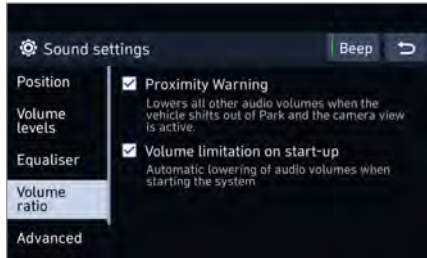 Sound settings
Beep
Position
Volume
levels
Equaliser
Volume
ratio
Advanced
Proximity Warning
Lowers all other audio volumes when the
vehicle shifts out of Park and the camera view
is active.
Volume limitation on start-up
Automatic lowering of audio volumes when
starting the system